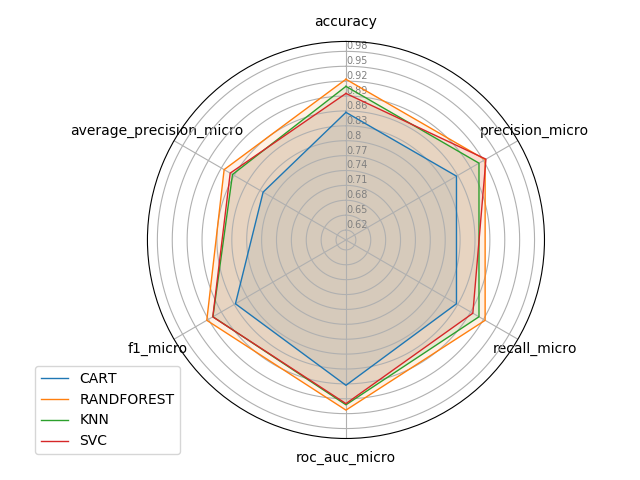 accuracy
0.98
0.95
0.92
0.89
0.86
0.83
0.8
0.77
0.74
0.71
0.68
0.65
0.62
average_precision_micro
precision_micro
f1_micro
recall_micro
roc_auc_micro
CART
RANDFOREST
KNN
SVC